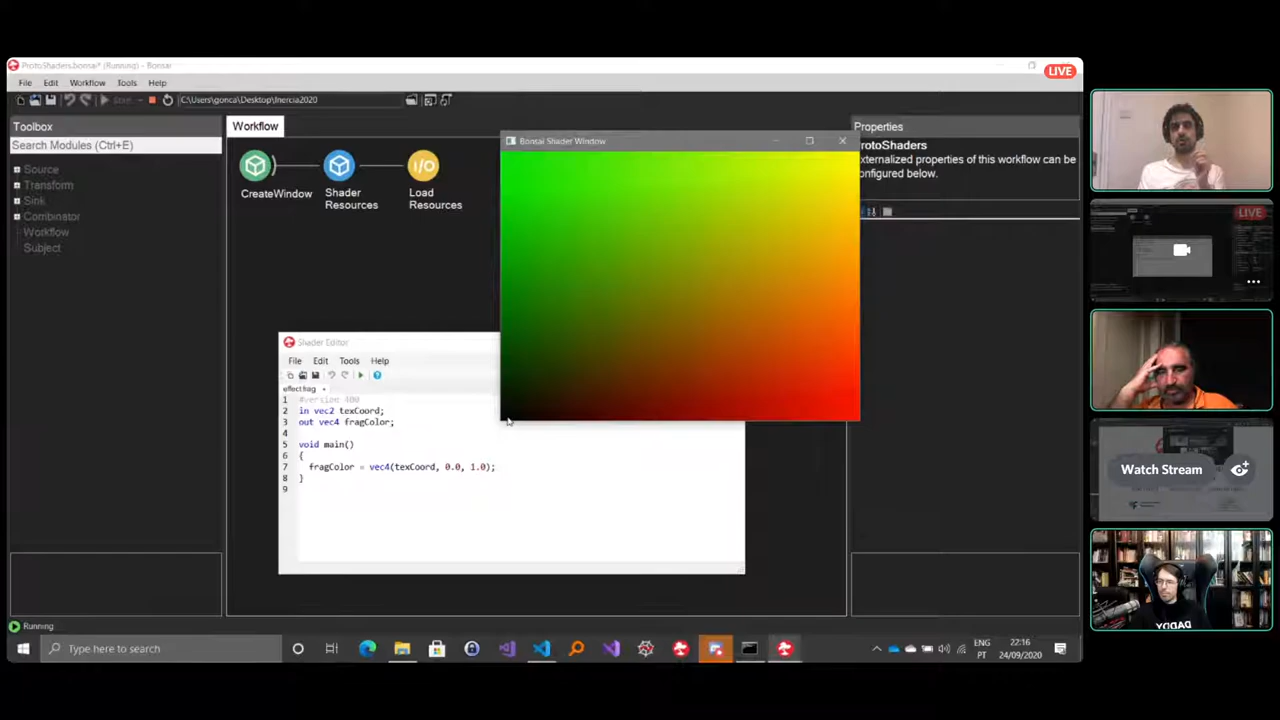 ProtoShaders.bonsai* (Running) - Bonsai
LIVE
File Edit Workflow Tools Help
Start
C:\Users\gonca\Desktop\Inercia2020
Toolbox
Search Modules (Ctrl+E)
Source
Transform
Sink
Combinator
Workflow
Subject
Workflow
CreateWindow
Shader
Resources
I/O
Load
Resources
Bonsai Shader Window
Properties
ProtoShaders
externalized properties of this workflow can be
configured below.
Shader Editor
File Edit Tools Help
effect.frag
1 #version 400
2 in vec2 texCoord;
3 out vec4 fragColor;
4
5 void main()
6 {
7 fragColor = vec4(texCoord, 0.0, 1.0);
8 }
9
LIVE
Watch Stream
DADDY
Running
Type here to search
ENG
PT
22:16
24/09/2020